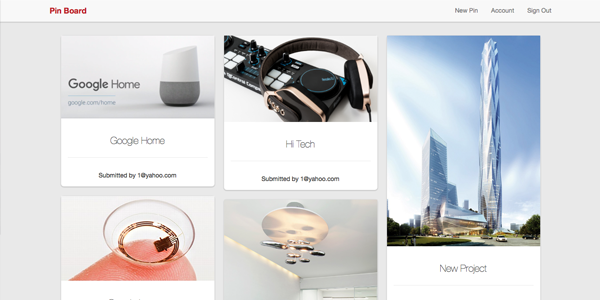 Pin Board
New Pin
Account
Sign Out
Google Home
google.com/home
Google Home
Submitted by 1@yahoo.com
Hi Tech
Submitted by 1@yahoo.com
New Project